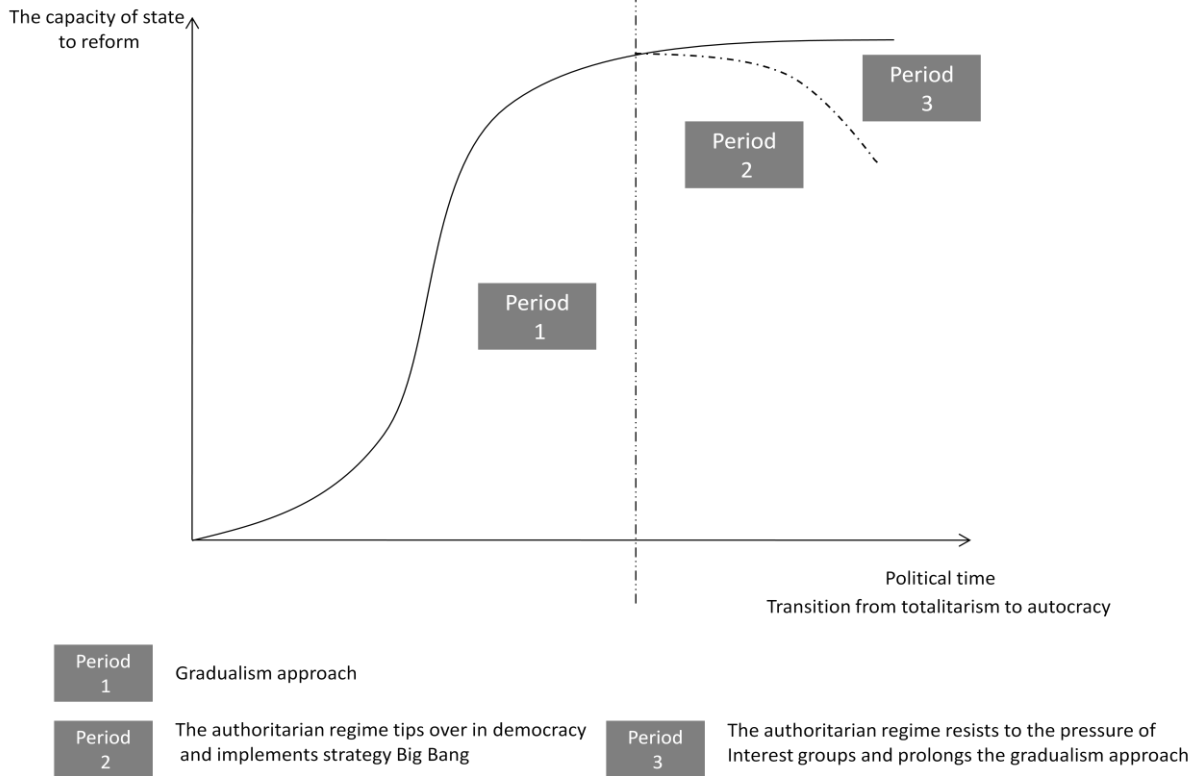 The capacity of state
to reform
Period
3
Period
2
Period
1
Political time
Transition from totalitarism to autocracy
Period
1
Gradualism approach
Period
2
The authoritarian regime tips over in democracy
and implements strategy Big Bang
Period
3
The authoritarian regime resists to the pressure of
Interest groups and prolongs the gradualism approach